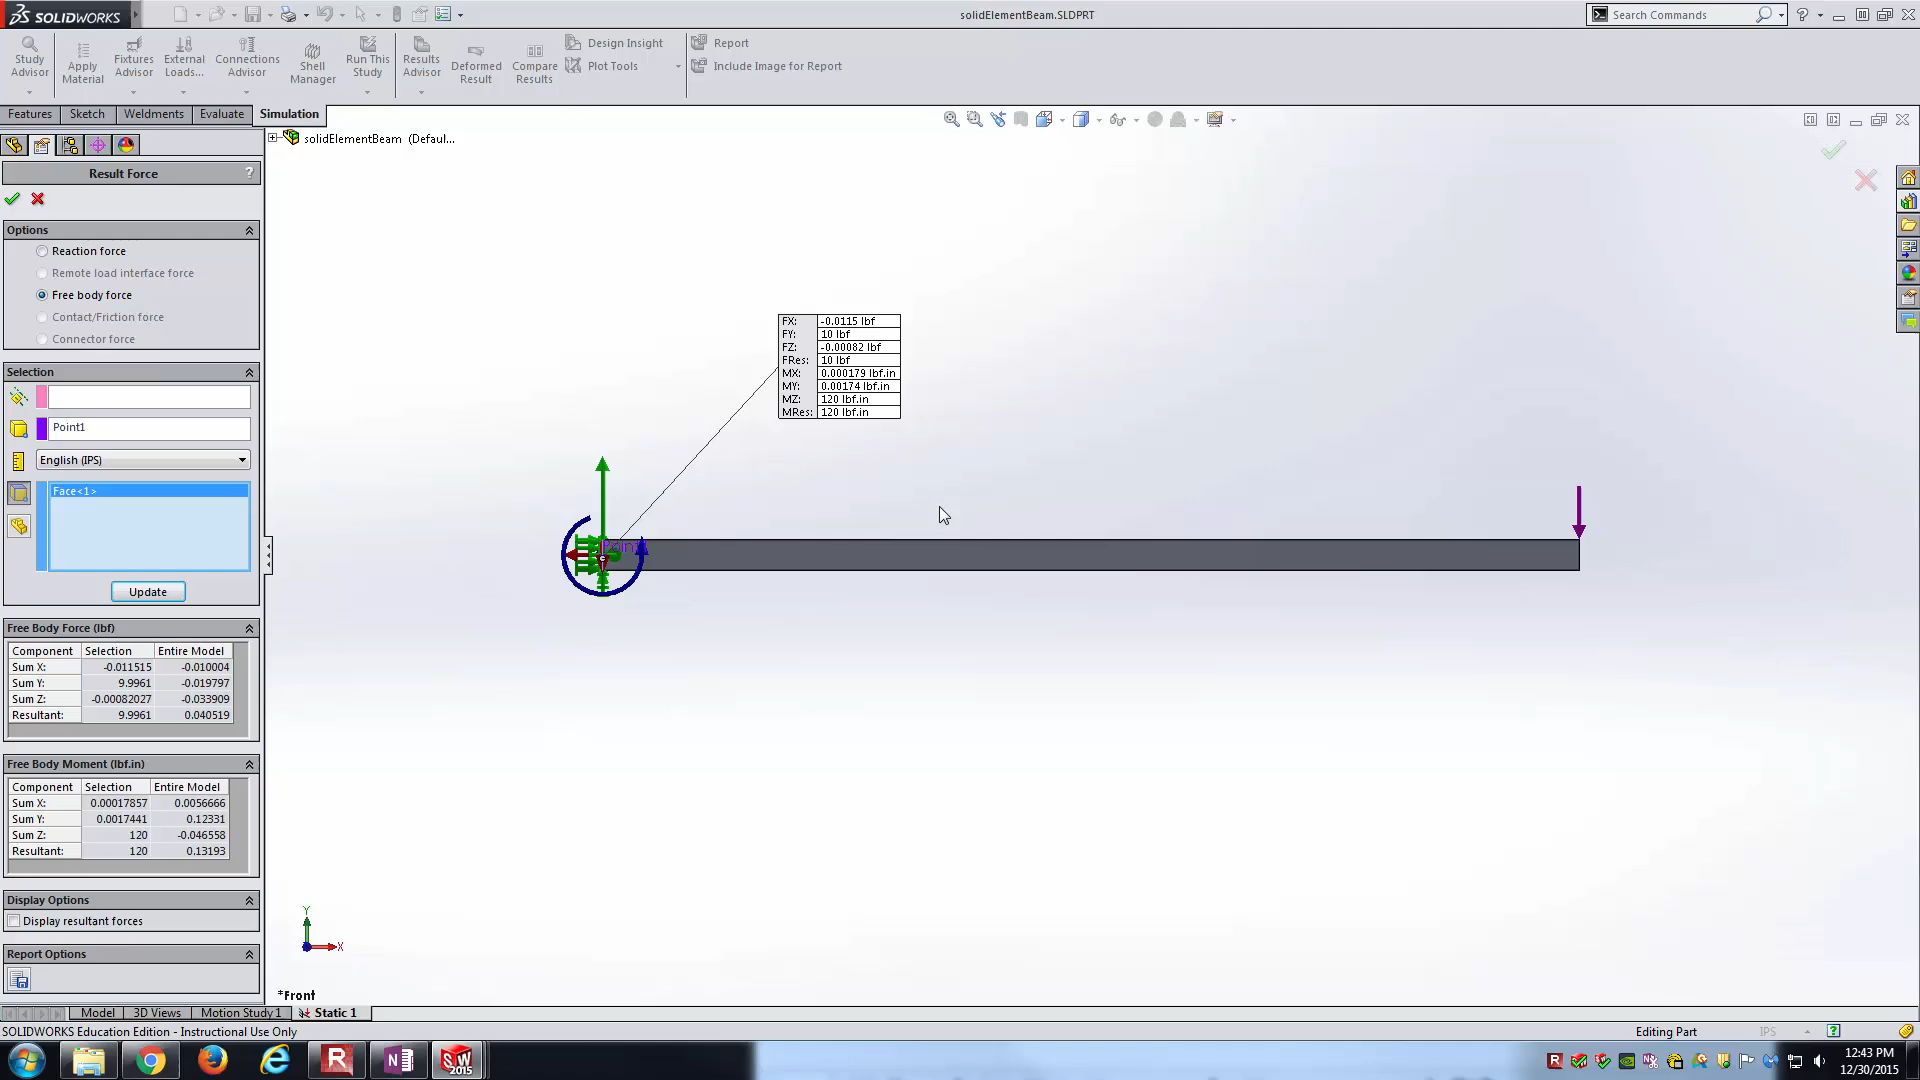 SOLIDWORKS
solidElementBeam.SLDPRT
Search Commands
Study Advisor
Apply Material
Fixtures Advisor
External Loads...
Connections Advisor
Shell Manager
Run This Study
Results Advisor
Deformed Result
Compare Results
Design Insight
Plot Tools
Report
Include Image for Report
Features
Sketch
Weldments
Evaluate
Simulation
solidElementBeam (Defaul...
Result Force
?
Options
Reaction force
Remote load interface force
Free body force
Contact/Friction force
Connector force
Selection
Point1
English (IPS)
Face<1>
Update
Free Body Force (lbf)
Component Selection Entire Model
Sum X: -0.011515 -0.010004
Sum Y: 9.9961 -0.019797
Sum Z: -0.00082027 -0.033909
Resultant: 9.9961 0.040519
Free Body Moment (lbf.in)
Component Selection Entire Model
Sum X: 0.00017857 0.0056666
Sum Y: 0.0017441 0.12331
Sum Z: 120 -0.046558
Resultant: 120 0.13193
Display Options
Display resultant forces
Report Options
FX: -0.0115 lbf
FY: 10 lbf
FZ: -0.00082 lbf
FRes: 10 lbf
MX: 0.000179 lbf.in
MY: 0.00174 lbf.in
MZ: 120 lbf.in
MRes: 120 lbf.in
Y
X
*Front
Model
3D Views
Motion Study 1
Static 1
SOLIDWORKS Education Edition - Instructional Use Only
Editing Part
IPS
12:43 PM
12/30/2015